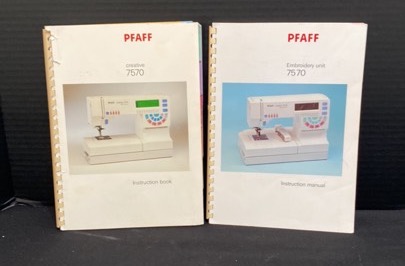 PFAFF
creative
7570
Instruction book
PFAFF
Embroidery unit
7570
Instruction manual